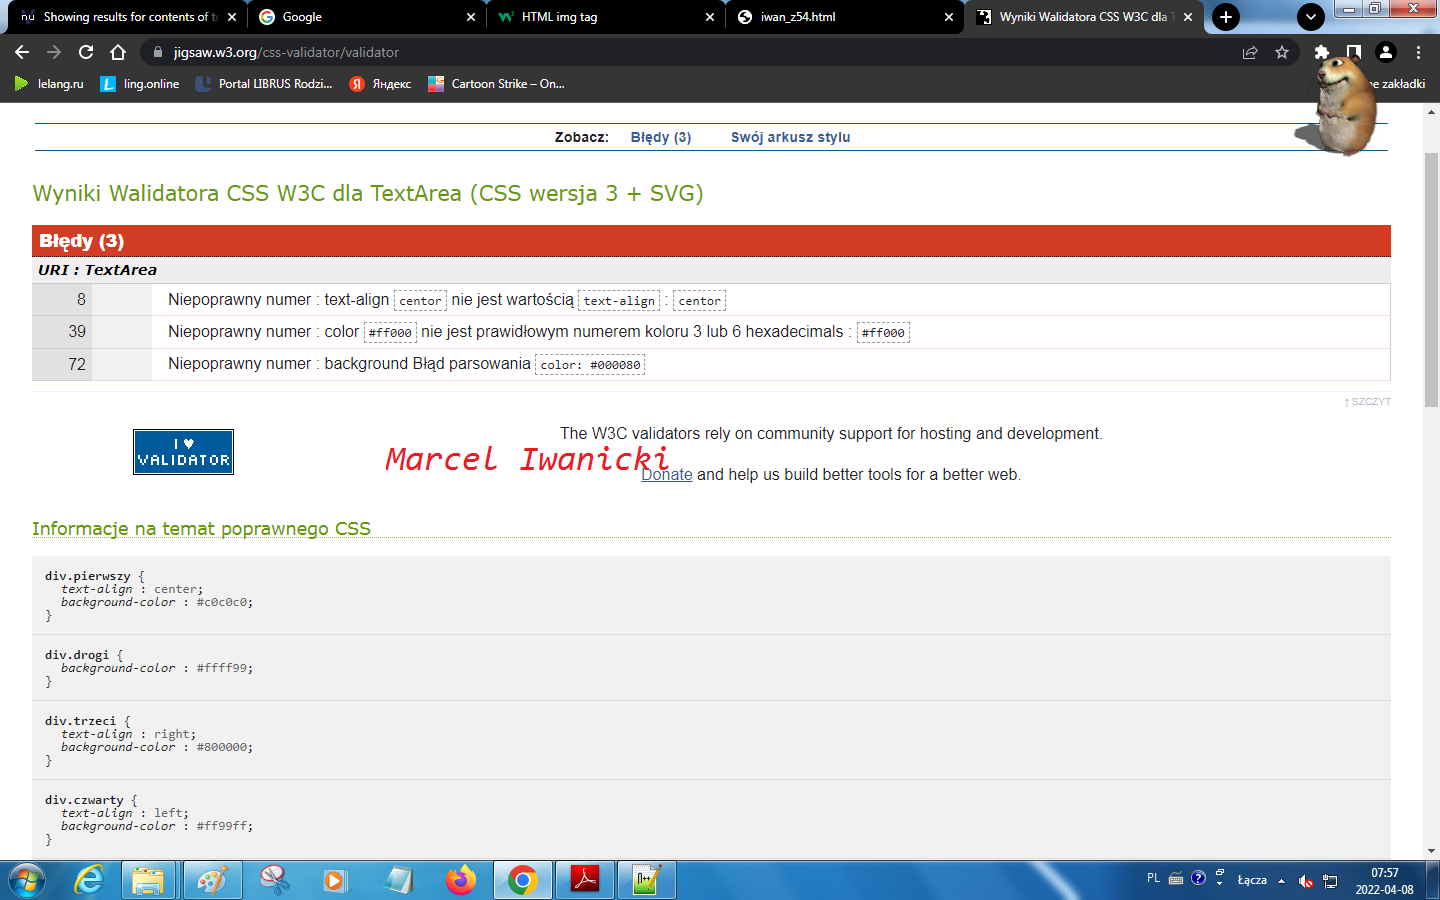 Showing results for contents of te
Google
HTML img tag
iwan_z54.html
Wyniki Walidatora CSS W3C dla T
jigsaw.w3.org/css-validator/validator
lelang.ru
ling.online
Portal LIBRUS Rodzi...
Яндекс
Cartoon Strike – On...
ne zakładki
Zobacz: Błędy (3) Swój arkusz stylu
Wyniki Walidatora CSS W3C dla TextArea (CSS wersja 3 + SVG)
Błędy (3)
URI : TextArea
8 Niepoprawny numer : text-align centor nie jest wartością text-align : centor
39 Niepoprawny numer : color #ff000 nie jest prawidłowym numerem koloru 3 lub 6 hexadecimals : #ff000
72 Niepoprawny numer : background Błąd parsowania color: #000080
↑ SZCZYT
I ♥
VALIDATOR
The W3C validators rely on community support for hosting and development.
Marcel Iwanicki
Donate and help us build better tools for a better web.
Informacje na temat poprawnego CSS
div.pierwszy {
text-align : center;
background-color : #c0c0c0;
}
div.drogi {
background-color : #ffff99;
}
div.trzeci {
text-align : right;
background-color : #800000;
}
div.czwarty {
text-align : left;
background-color : #ff99ff;
}
PL
Łącza
07:57
2022-04-08